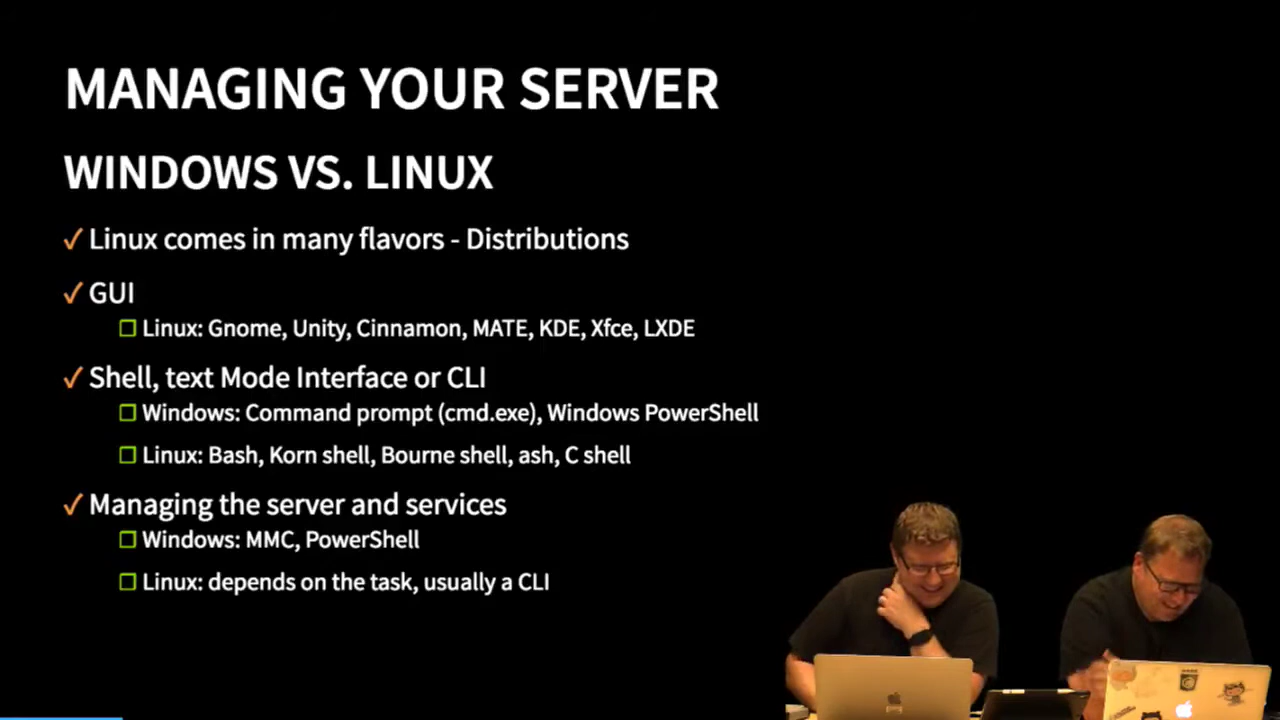 MANAGING YOUR SERVER
WINDOWS VS. LINUX
✓ Linux comes in many flavors - Distributions
✓ GUI
❒ Linux: Gnome, Unity, Cinnamon, MATE, KDE, Xfce, LXDE
✓ Shell, text Mode Interface or CLI
❒ Windows: Command prompt (cmd.exe), Windows PowerShell
❒ Linux: Bash, Korn shell, Bourne shell, ash, C shell
✓ Managing the server and services
❒ Windows: MMC, PowerShell
❒ Linux: depends on the task, usually a CLI